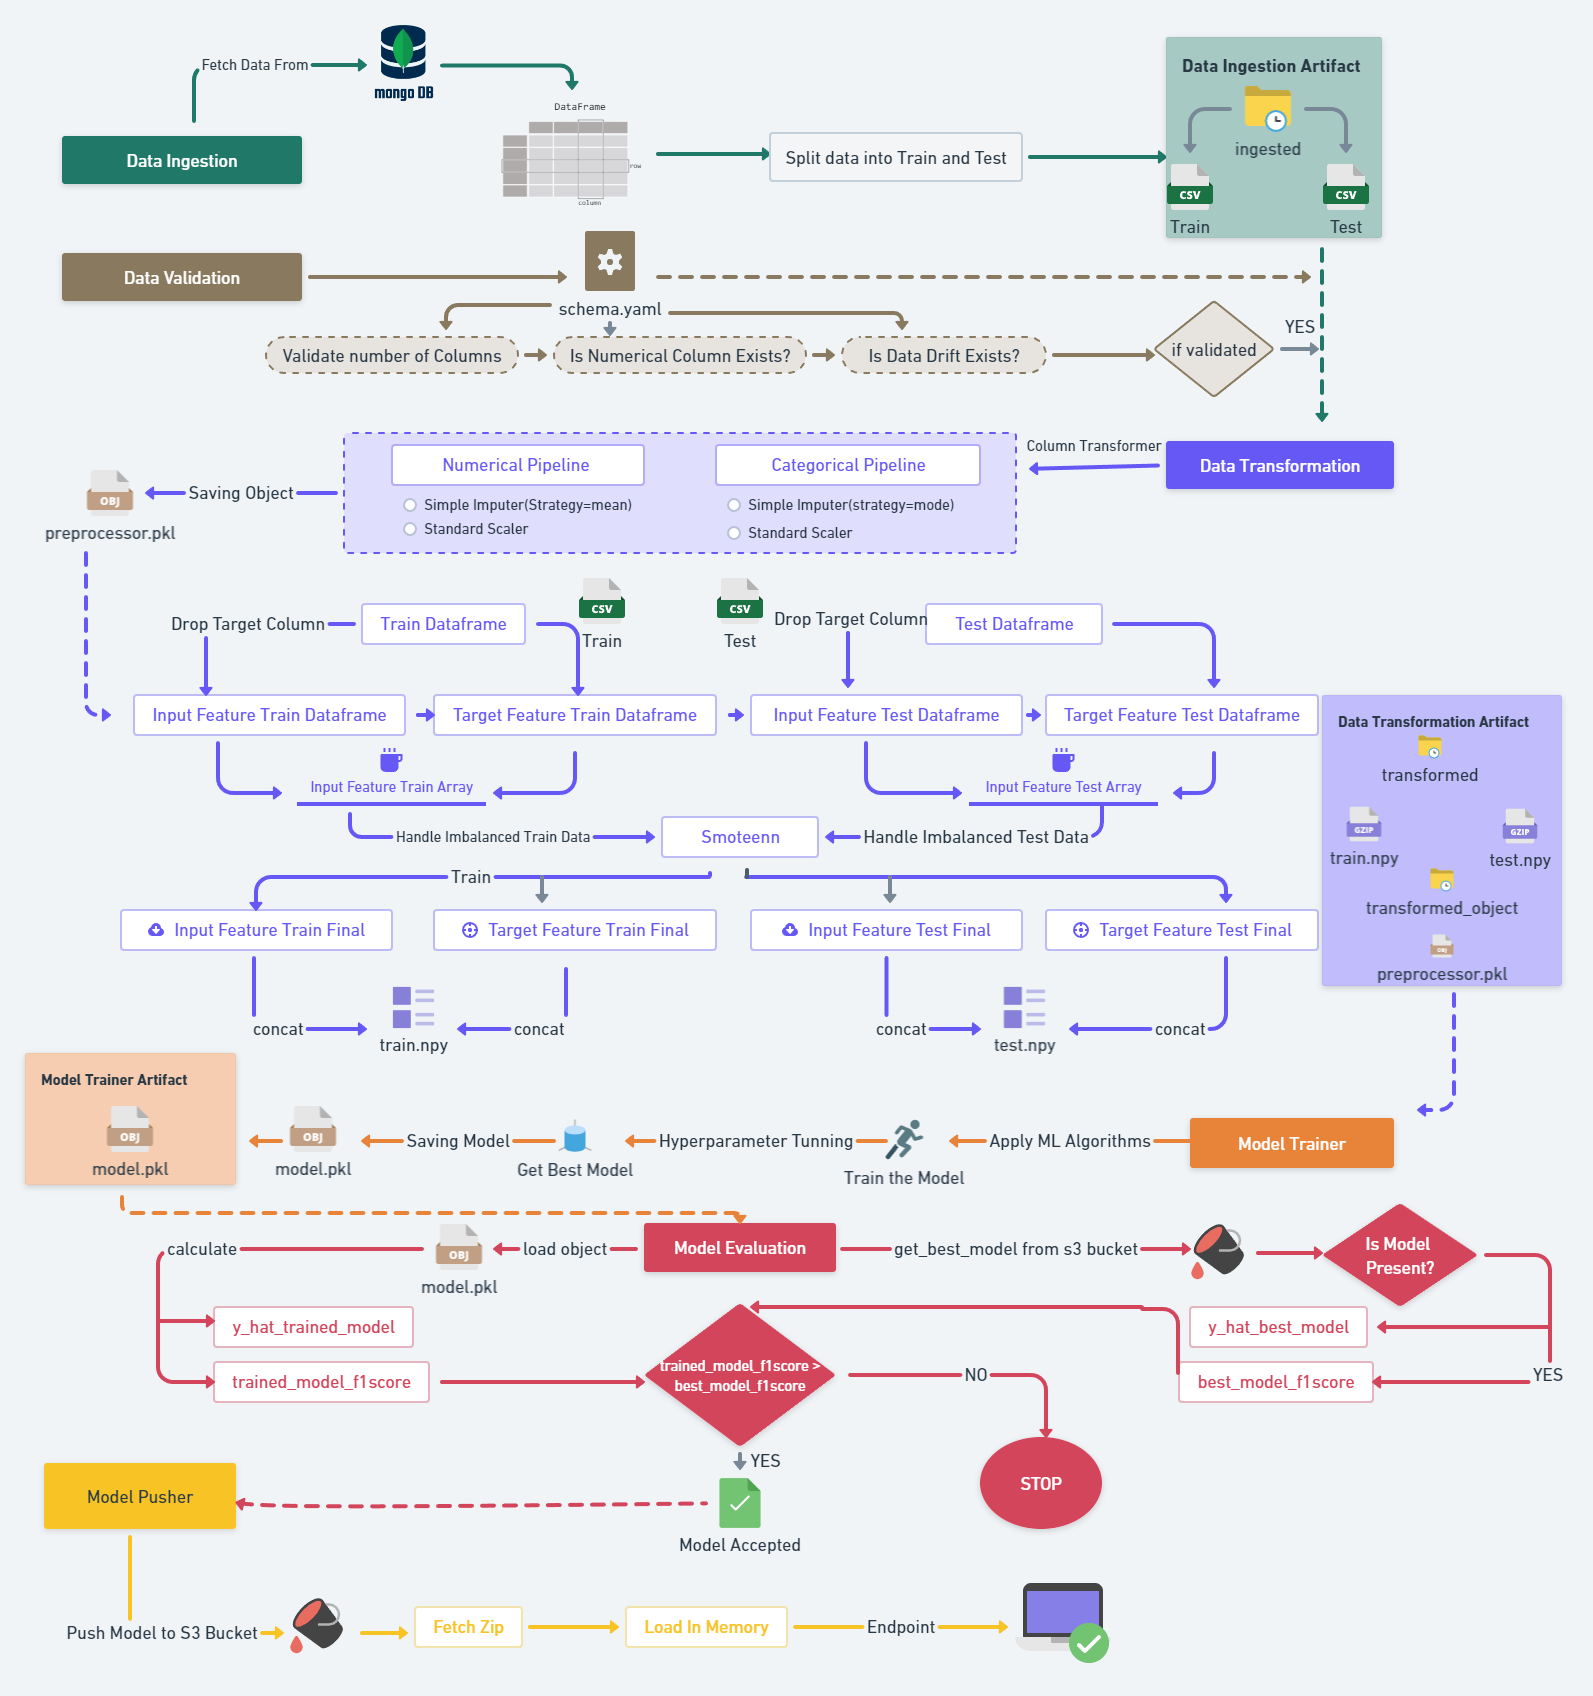 Fetch Data From
mongo DB
DataFrame
row
column
Data Ingestion
Split data into Train and Test
Data Ingestion Artifact
ingested
CSV
CSV
Train
Test
Data Validation
schema.yaml
Validate number of Columns
Is Numerical Column Exists?
Is Data Drift Exists?
if validated
YES
Column Transformer
Data Transformation
Numerical Pipeline
Simple Imputer(Strategy=mean)
Standard Scaler
Categorical Pipeline
Simple Imputer(strategy=mode)
Standard Scaler
Saving Object
OBJ
preprocessor.pkl
Drop Target Column
Train Dataframe
CSV
Train
CSV
Test
Drop Target Column
Test Dataframe
Input Feature Train Dataframe
Target Feature Train Dataframe
Input Feature Test Dataframe
Target Feature Test Dataframe
Input Feature Train Array
Input Feature Test Array
Handle Imbalanced Train Data
Smoteenn
Handle Imbalanced Test Data
Train
Input Feature Train Final
Target Feature Train Final
Input Feature Test Final
Target Feature Test Final
concat
train.npy
concat
concat
test.npy
concat
Data Transformation Artifact
transformed
GZIP
train.npy
GZIP
test.npy
transformed_object
OBJ
preprocessor.pkl
Model Trainer Artifact
OBJ
model.pkl
OBJ
model.pkl
Saving Model
Get Best Model
Hyperparameter Tunning
Train the Model
Apply ML Algorithms
Model Trainer
calculate
OBJ
model.pkl
load object
Model Evaluation
get_best_model from s3 bucket
Is Model
Present?
y_hat_trained_model
trained_model_f1score
trained_model_f1score >
best_model_f1score
y_hat_best_model
best_model_f1score
YES
NO
STOP
YES
Model Accepted
Model Pusher
Push Model to S3 Bucket
Fetch Zip
Load In Memory
Endpoint